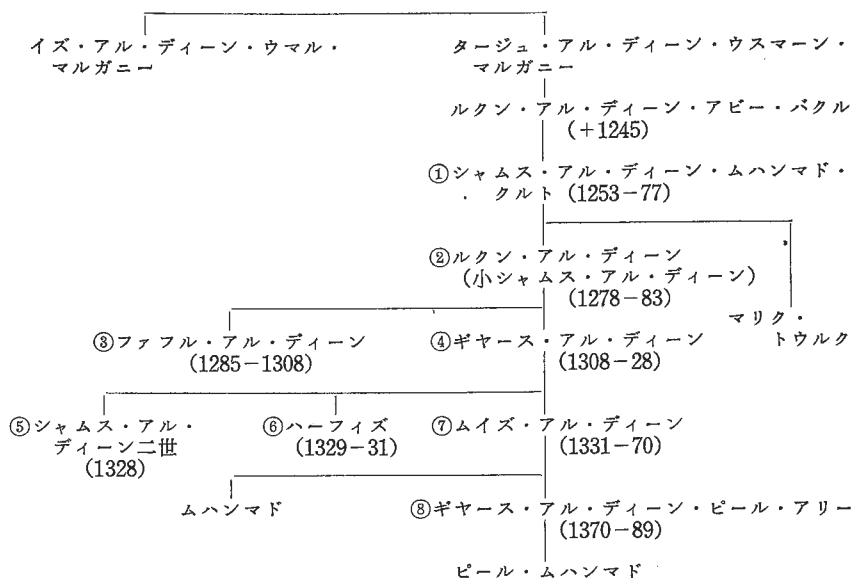 イズ・アル・ディーン・ウマル・
マルガニー
タージュ・アル・ディーン・ウスマーン・
マルガニー
ルクン・アル・ディーン・アビー・バクル
(+1245)
①シャムス・アル・ディーン・ムハンマド・
クルト(1253-77)
②ルクン・アル・ディーン
(小シャムス・アル・ディーン)
(1278-83)
マリク・
トウルク
③ファフル・アル・ディーン
(1285-1308)
④ギヤース・アル・ディーン
(1308-28)
⑤シャムス・アル・
ディーン二世
(1328)
⑥ハーフィズ
(1329-31)
⑦ムイズ・アル・ディーン
(1331-70)
ムハンマド
⑧ギヤース・アル・ディーン・ピール・アリー
(1370-89)
ピール・ムハンマド